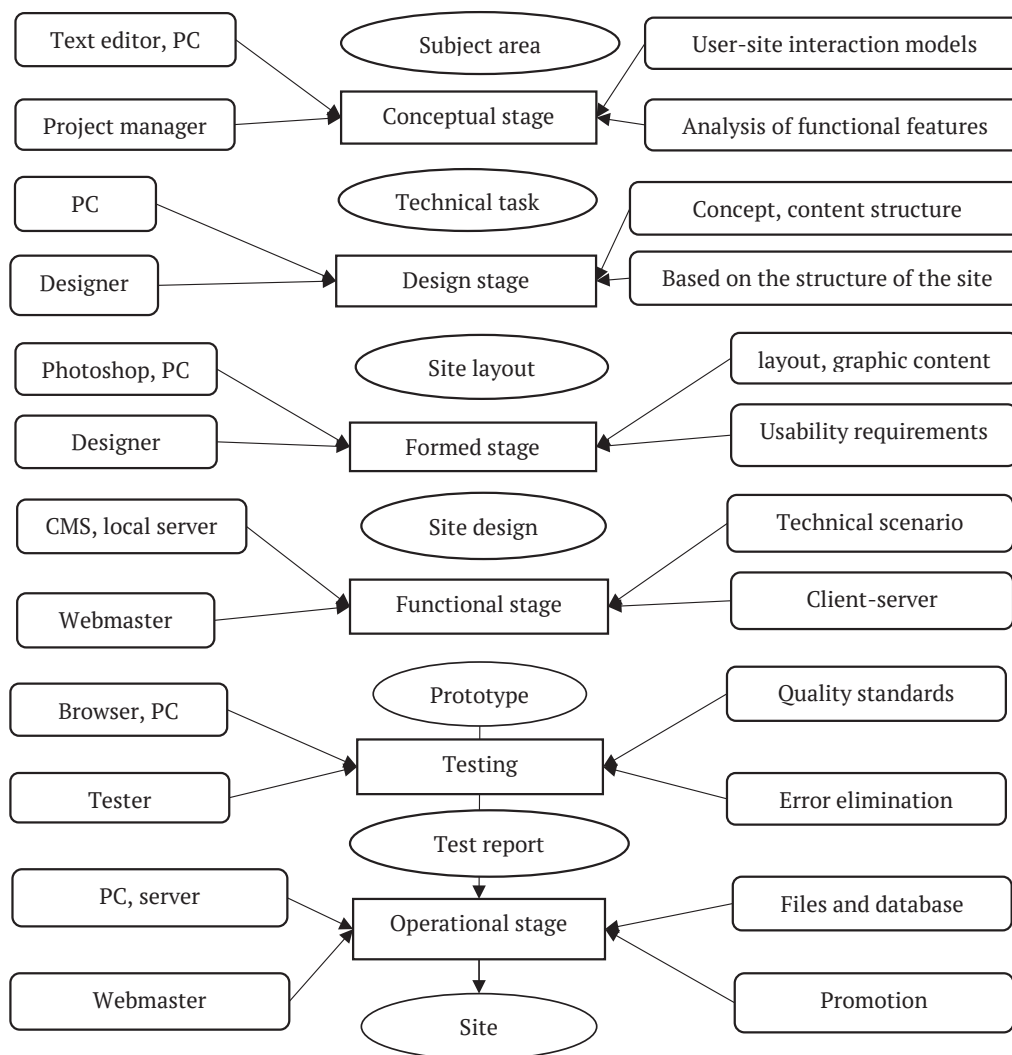 Text editor, PC
Subject area
User-site interaction models
Project manager
Conceptual stage
Analysis of functional features
PC
Technical task
Concept, content structure
Designer
Design stage
Based on the structure of the site
Photoshop, PC
Site layout
layout, graphic content
Designer
Formed stage
Usability requirements
CMS, local server
Site design
Technical scenario
Webmaster
Functional stage
Client-server
Browser, PC
Prototype
Quality standards
Testing
Tester
Error elimination
Test report
PC, server
Operational stage
Files and database
Webmaster
Site
Promotion